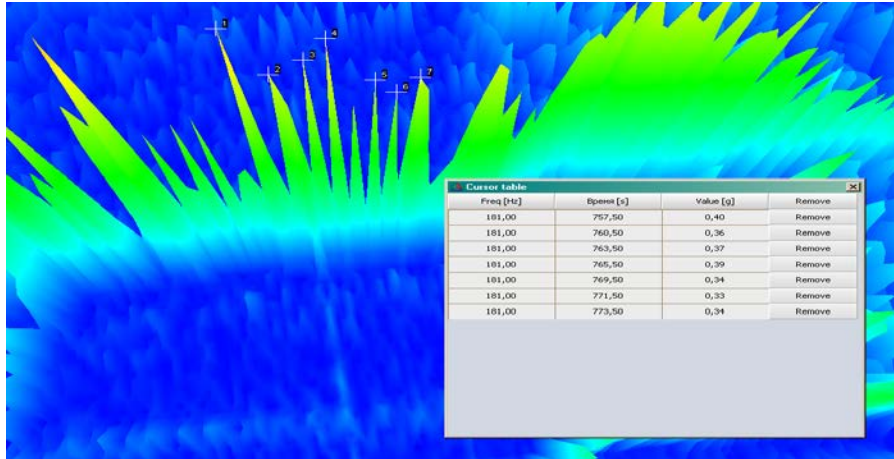 1
4
3
2
5
6
7
Cursor table
Freq [Hz] Время [s] Value [g] Remove
181,00 757,50 0,40 Remove
181,00 760,50 0,36 Remove
181,00 763,50 0,37 Remove
181,00 765,50 0,39 Remove
181,00 769,50 0,34 Remove
181,00 771,50 0,33 Remove
181,00 773,50 0,34 Remove